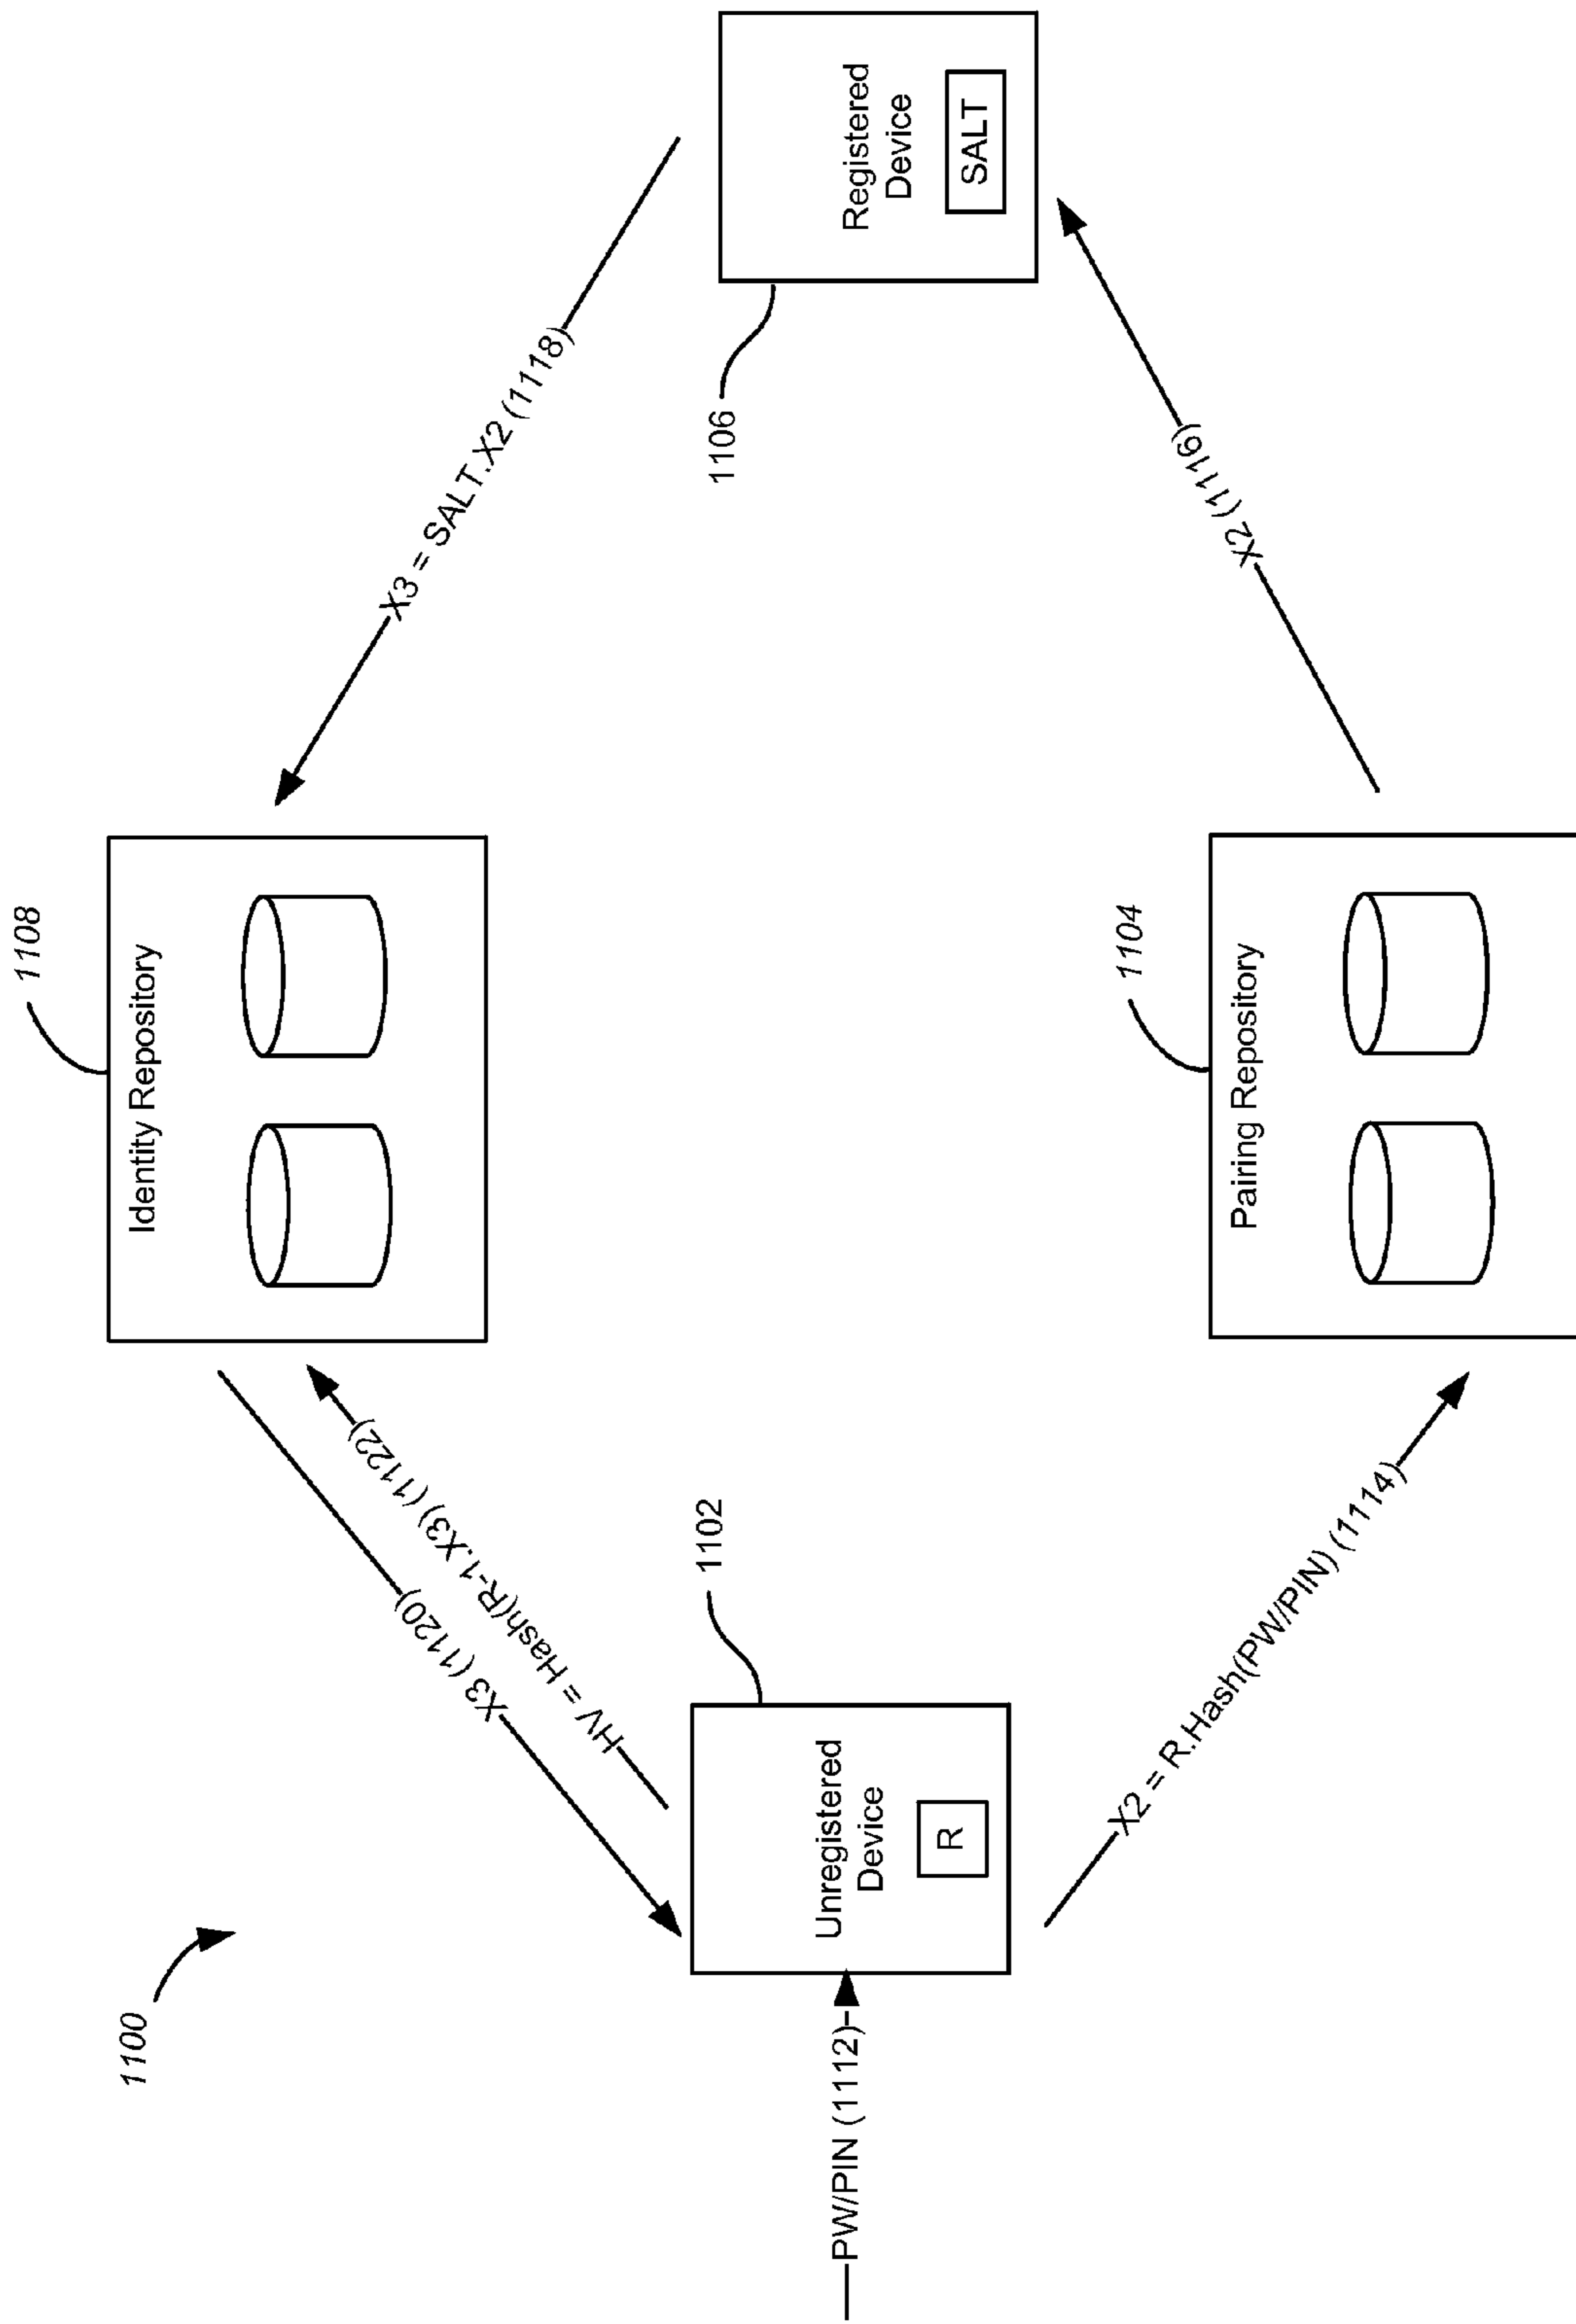 1100
1108
Identity Repository
X3 (1120)
HV = Hash(R-1.X3) (1122)
X3 = SALT.X2 (1118)
PW/PIN (1112)
1102
Unregistered
Device
R
1106
Registered
Device
SALT
X2 = R.Hash(PW/PIN) (1114)
X2 (1116)
1104
Pairing Repository